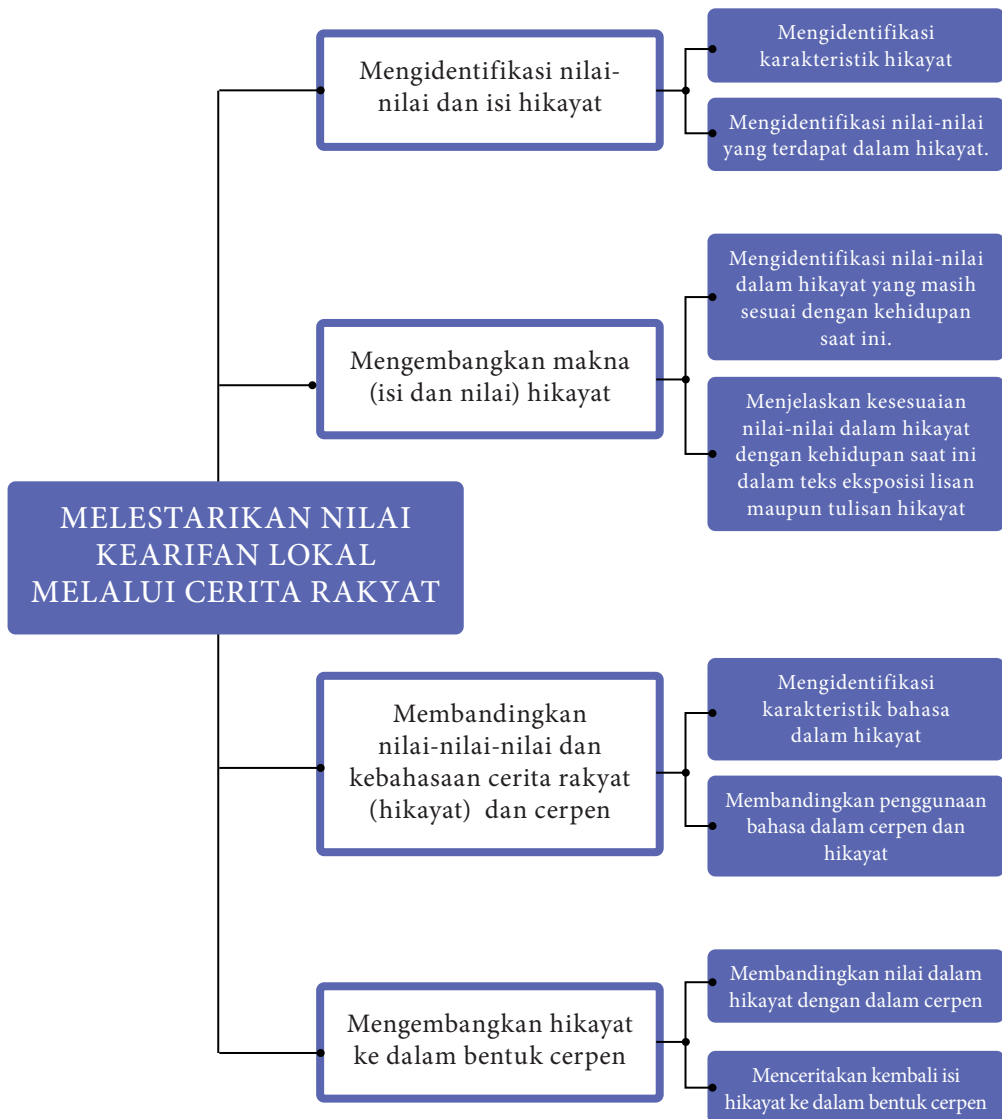 MELESTARIKAN NILAI
KEARIFAN LOKAL
MELALUI CERITA RAKYAT
Mengidentifikasi nilai-
nilai dan isi hikayat
Mengidentifikasi
karakteristik hikayat
Mengidentifikasi nilai-nilai
yang terdapat dalam hikayat.
Mengembangkan makna
(isi dan nilai) hikayat
Mengidentifikasi nilai-nilai
dalam hikayat yang masih
sesuai dengan kehidupan
saat ini.
Menjelaskan kesesuaian
nilai-nilai dalam hikayat
dengan kehidupan saat ini
dalam teks eksposisi lisan
maupun tulisan hikayat
Membandingkan
nilai-nilai-nilai dan
kebahasaan cerita rakyat
(hikayat) dan cerpen
Mengidentifikasi
karakteristik bahasa
dalam hikayat
Membandingkan penggunaan
bahasa dalam cerpen dan
hikayat
Mengembangkan hikayat
ke dalam bentuk cerpen
Membandingkan nilai dalam
hikayat dengan dalam cerpen
Menceritakan kembali isi
hikayat ke dalam bentuk cerpen